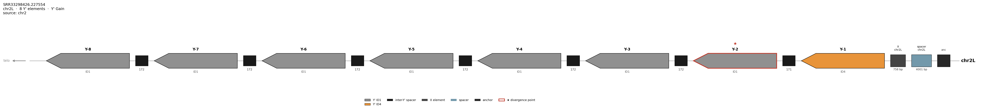 SRR33298426.227554
chr2L · 8 Y' elements · Y' Gain
source: chr2
★
Y-8 Y-7 Y-6 Y-5 Y-4 Y-3 Y-2 Y-1
X chr2L
spacer chr2L
anc
telo
chr2L
172 172 172 172 172 172 171 758 bp 4001 bp
ID1 ID1 ID1 ID1 ID1 ID1 ID1 ID4
Y' ID1 inter-Y' spacer X element spacer anchor ★ divergence point
Y' ID4